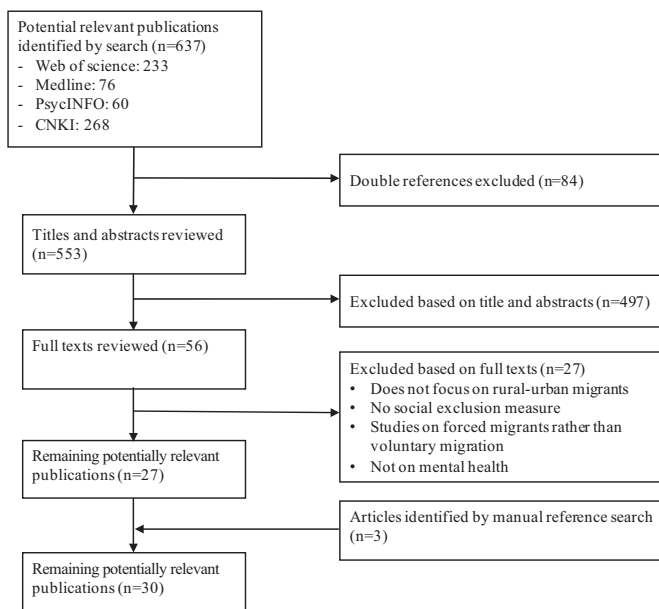 Potential relevant publications
identified by search (n=637)
- Web of science: 233
- Medline: 76
- PsycINFO: 60
- CNKI: 268
Double references excluded (n=84)
Titles and abstracts reviewed
(n=553)
Excluded based on title and abstracts (n=497)
Full texts reviewed (n=56)
Excluded based on full texts (n=27)
• Does not focus on rural-urban migrants
• No social exclusion measure
• Studies on forced migrants rather than
voluntary migration
• Not on mental health
Remaining potentially relevant
publications (n=27)
Articles identified by manual reference search
(n=3)
Remaining potentially relevant
publications (n=30)